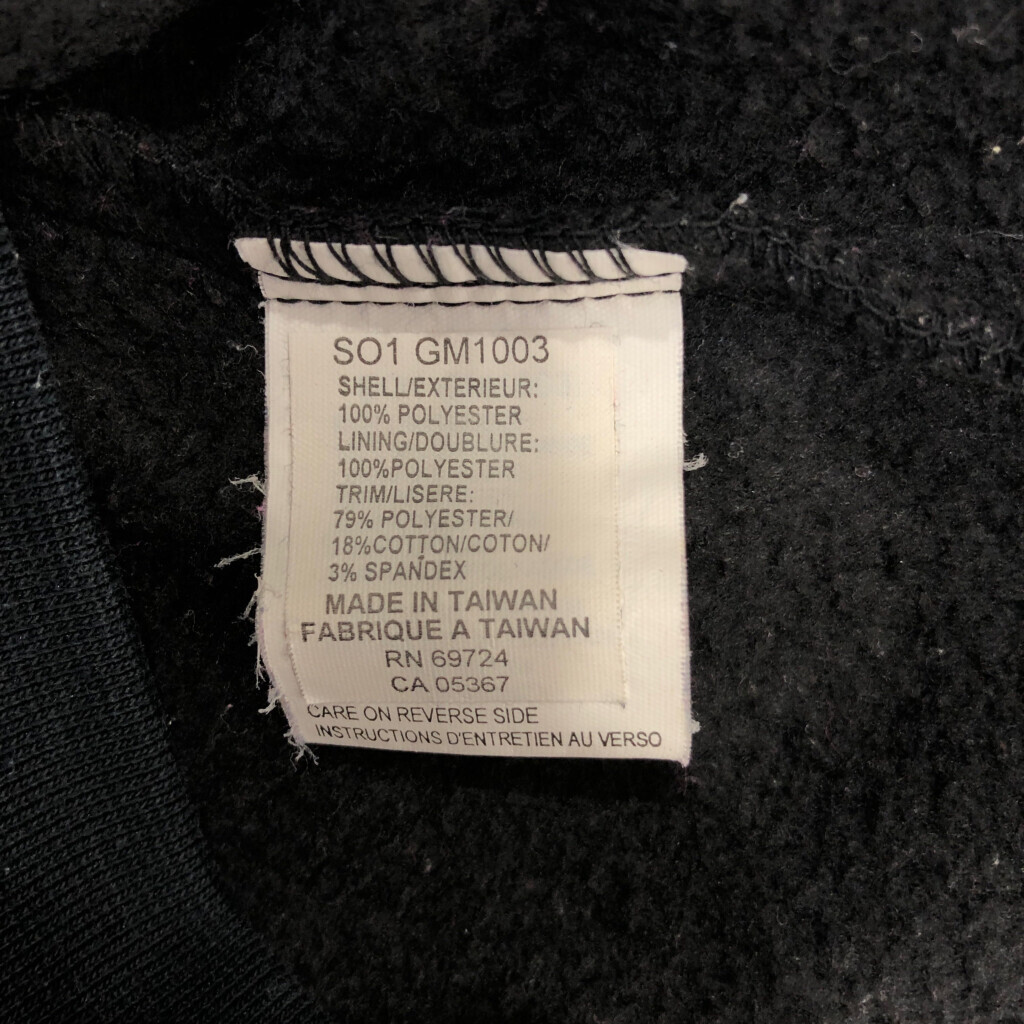 SO1 GM1003
SHELL/EXTERIEUR:
100% POLYESTER
LINING/DOUBLURE:
100%POLYESTER
TRIM/LISERE:
79% POLYESTER/
18%COTTON/COTON/
3% SPANDEX
MADE IN TAIWAN
FABRIQUE A TAIWAN
RN 69724
CA 05367
CARE ON REVERSE SIDE
INSTRUCTIONS D'ENTRETIEN AU VERSO